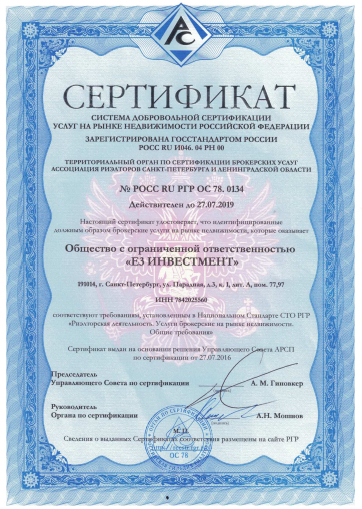 СЕРТИФИКАТ
СИСТЕМА ДОБРОВОЛЬНОЙ СЕРТИФИКАЦИИ
УСЛУГ НА РЫНКЕ НЕДВИЖИМОСТИ РОССИЙСКОЙ ФЕДЕРАЦИИ
ЗАРЕГИСТРИРОВАНА ГОССТАНДАРТОМ РОССИИ
РОСС RU И046. 04 РН 00
ТЕРРИТОРИАЛЬНЫЙ ОРГАН ПО СЕРТИФИКАЦИИ БРОКЕРСКИХ УСЛУГ
АССОЦИАЦИЯ РИЭЛТОРОВ САНКТ-ПЕТЕРБУРГА И ЛЕНИНГРАДСКОЙ ОБЛАСТИ
№ РОСС RU РГР ОС 78. 0134
Действителен до 27.07.2019
Настоящий сертификат удостоверяет, что идентифицированные
должным образом брокерские услуги на рынке недвижимости, которые оказывает
Общество с ограниченной ответственностью
«ЕЗ ИНВЕСТМЕНТ»
191014, г. Санкт-Петербург, ул. Парадная, д.3, к. 1, лит. А, пом. 77,97
ИНН 7842025560
соответствуют требованиям, установленным в Национальном Стандарте СТО РГР
«Риэлторская деятельность. Услуги брокерские на рынке недвижимости.
Общие требования»
Сертификат выдан на основании решения Управляющего Совета АРСП
по сертификации от 27.07.2016
Председатель
Управляющего Совета по сертификации
А. М. Гиновкер
Руководитель
Органа по сертификации
А.Н. Мошнов
М. П.
Сведения о выданных Сертификатах соответствия размещены на сайте РГР
ОС 78